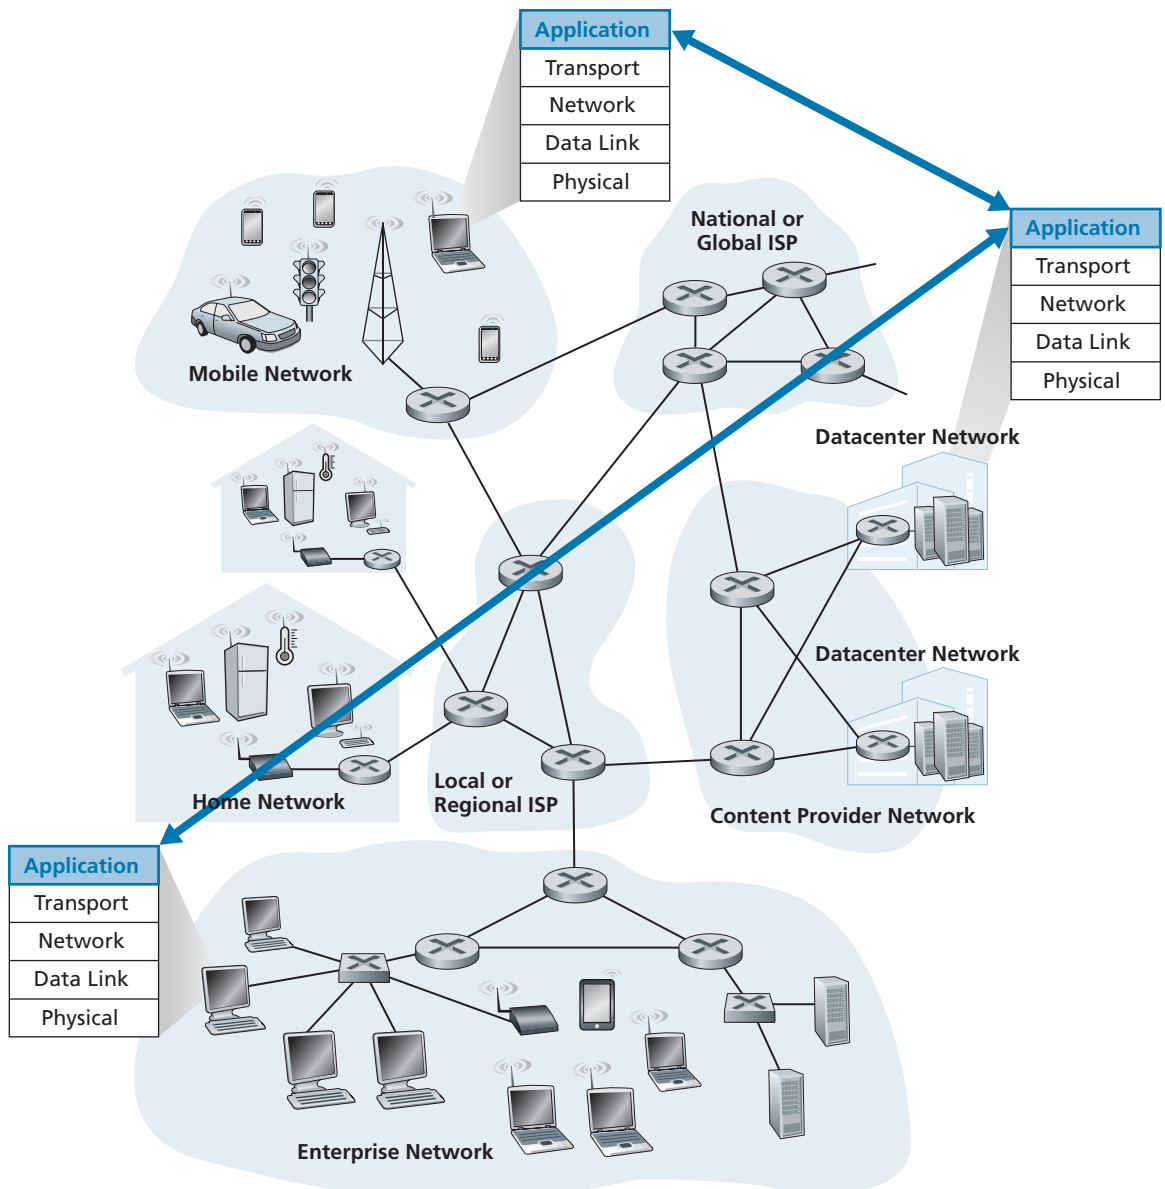 Application
Transport
Network
Data Link
Physical
National or
Global ISP
Application
Transport
Network
Data Link
Physical
Mobile Network
Datacenter Network
Datacenter Network
Home Network
Local or
Regional ISP
Content Provider Network
Application
Transport
Network
Data Link
Physical
Enterprise Network